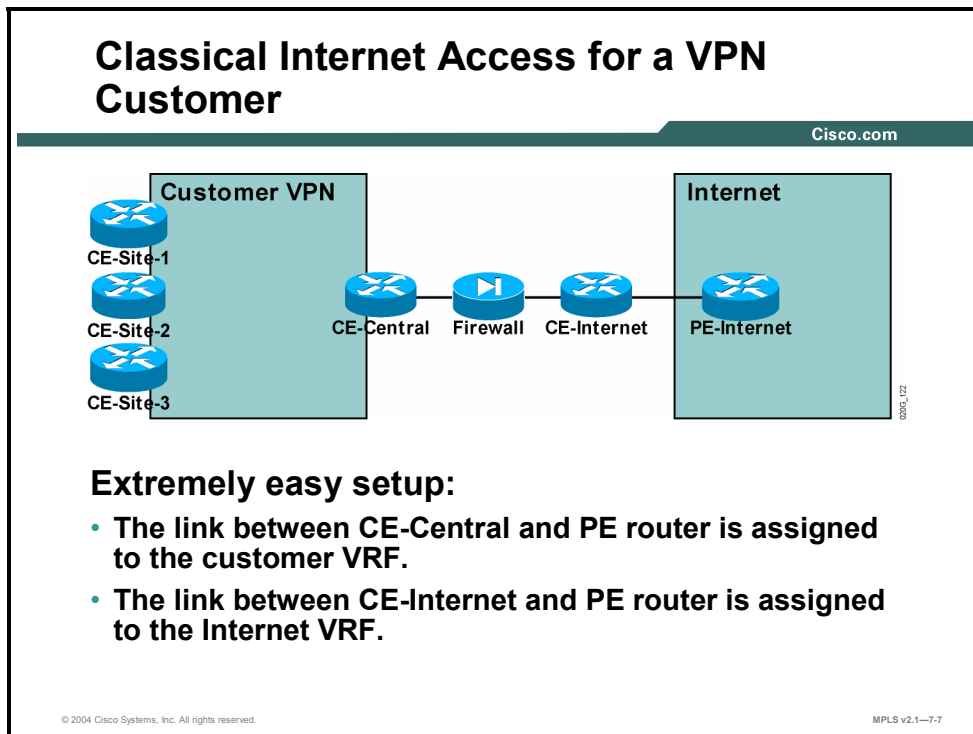 Classical Internet Access for a VPN
Customer
Cisco.com
Customer VPN
Internet
CE-Site-1
CE-Site-2
CE-Central
Firewall
CE-Internet
PE-Internet
CE-Site-3
020G_122
Extremely easy setup:
• The link between CE-Central and PE router is assigned
to the customer VRF.
• The link between CE-Internet and PE router is assigned
to the Internet VRF.
© 2004 Cisco Systems, Inc. All rights reserved.
MPLS v2.1—7-7